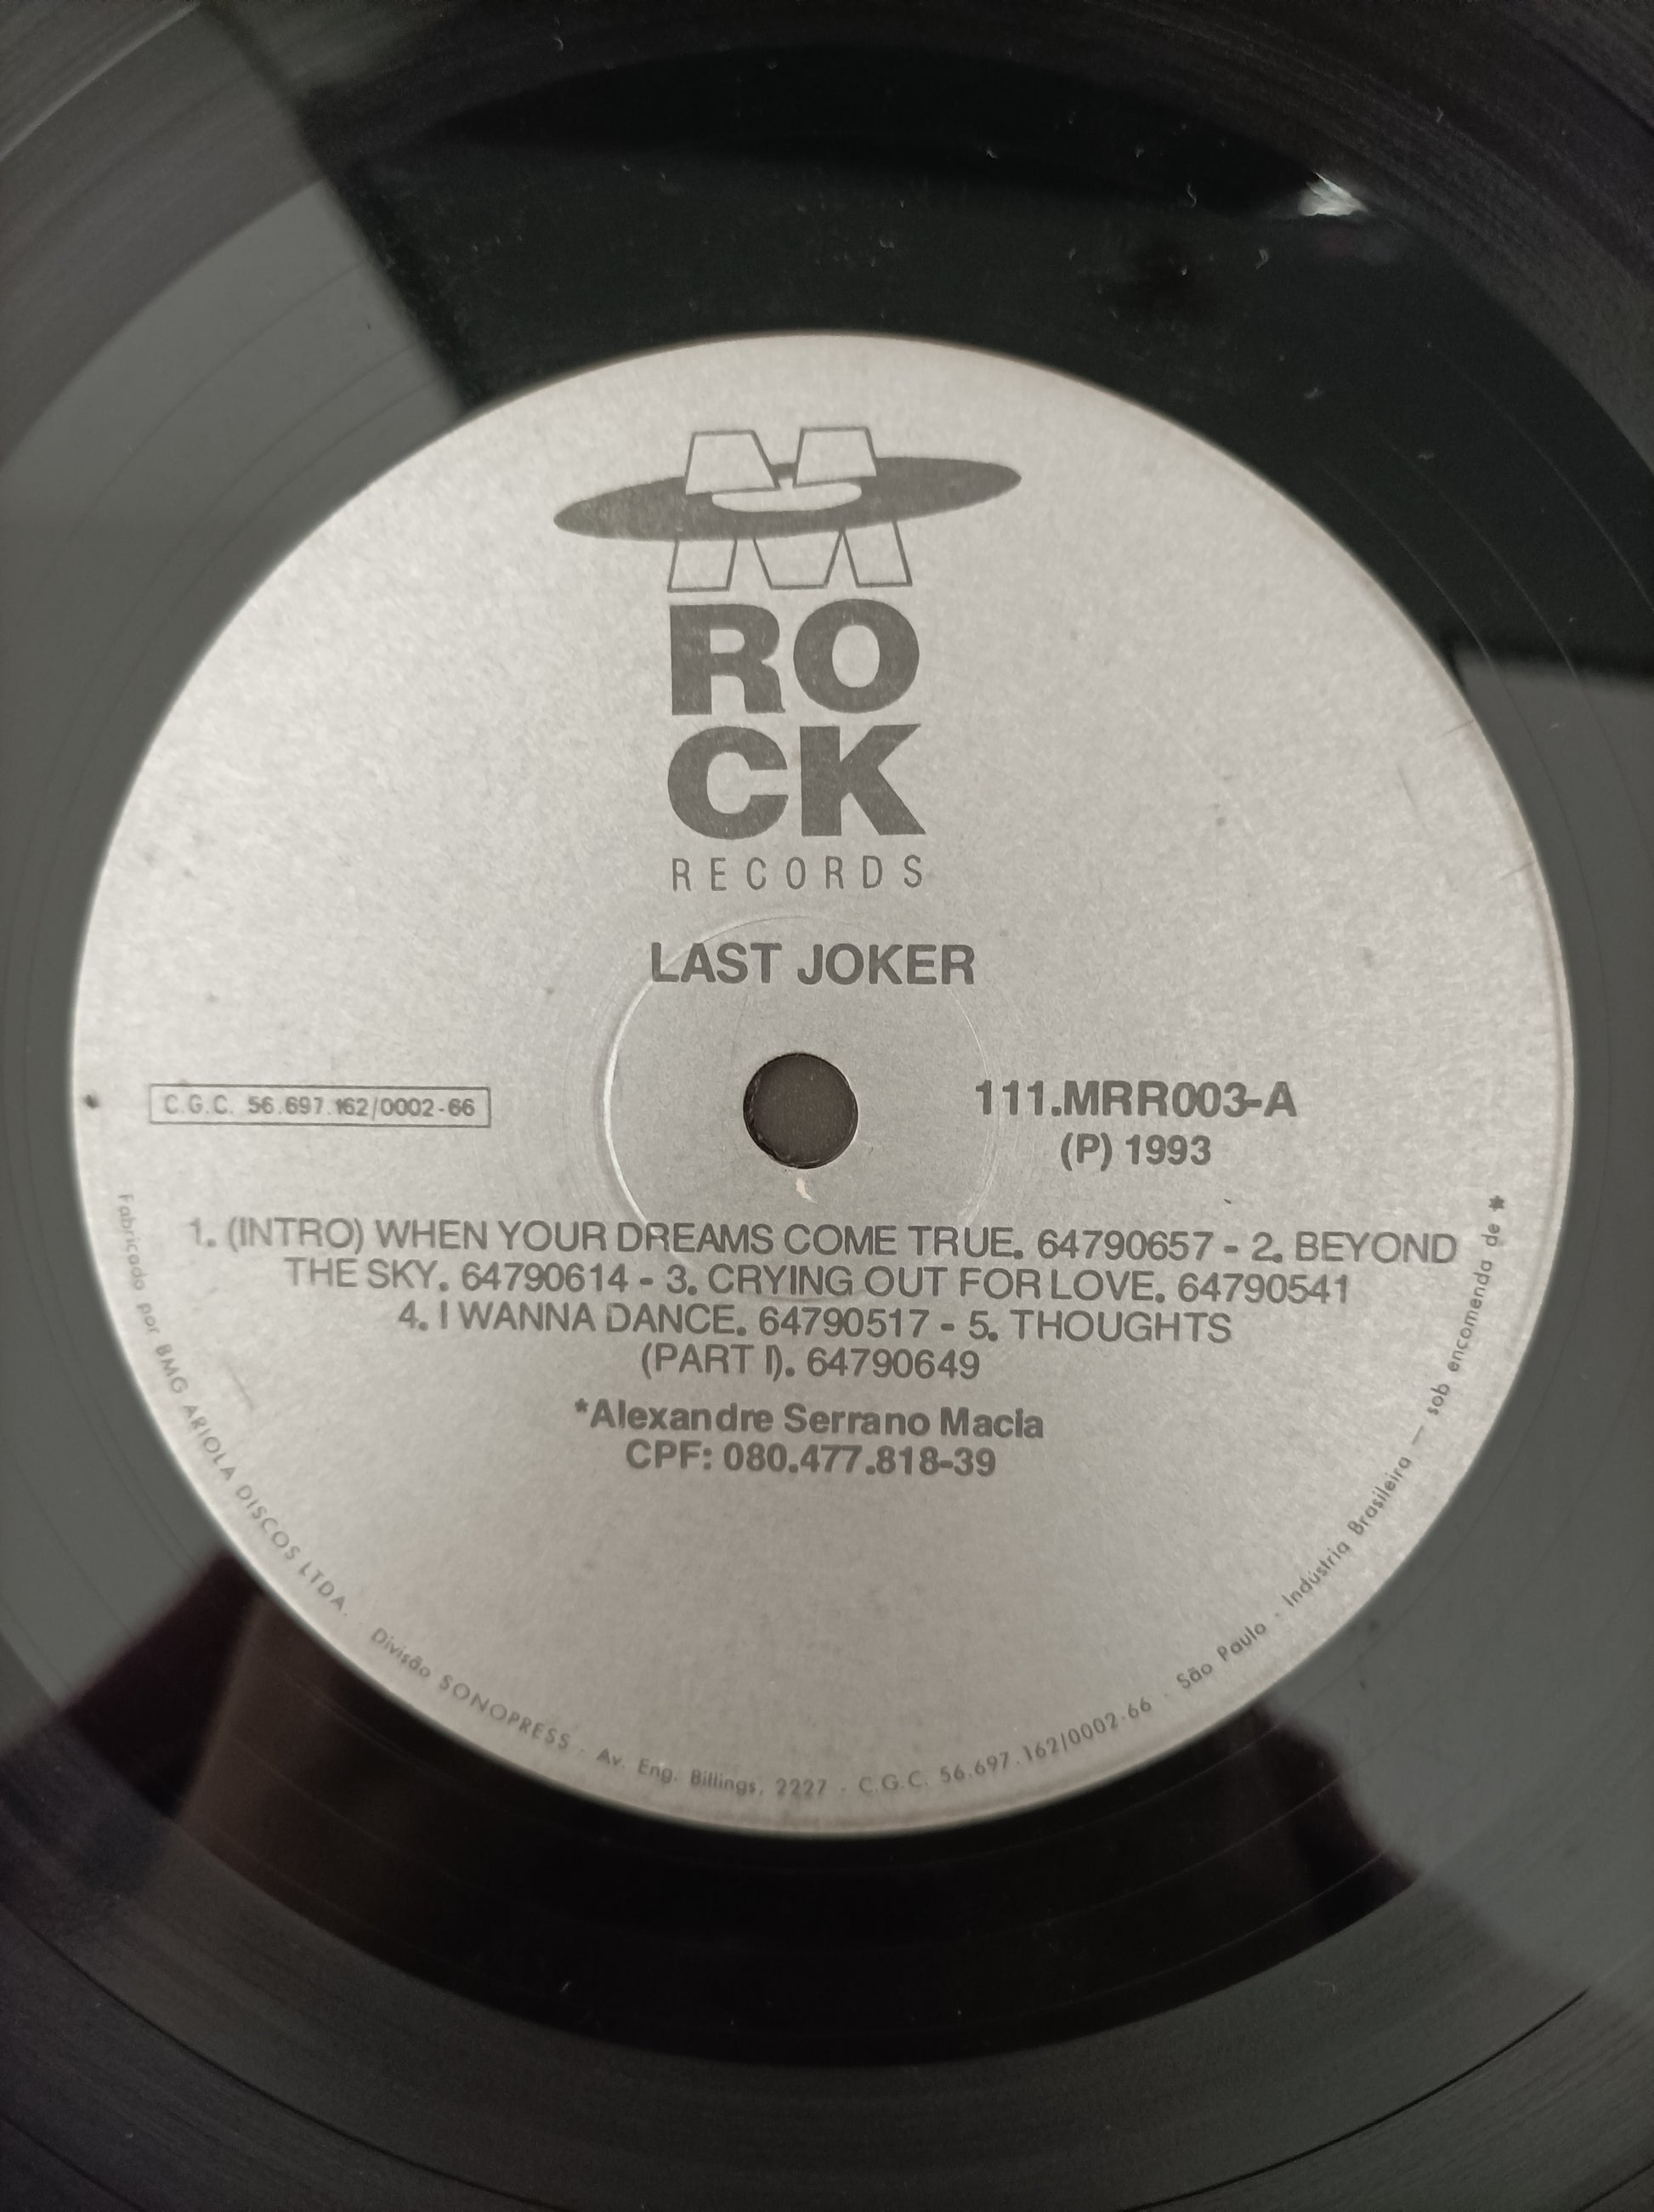 M
RO
CK
RECORDS
LAST JOKER
C.G.C. 56.697.162/0002-66
111.MRR003-A
(P) 1993
1. (INTRO) WHEN YOUR DREAMS COME TRUE. 64790657 - 2. BEYOND
THE SKY. 64790614 - 3. CRYING OUT FOR LOVE. 64790541
4. I WANNA DANCE. 64790517 - 5. THOUGHTS
(PART I). 64790649
*Alexandre Serrano Macia
CPF: 080.477.818-39
Fabricado por BMG ARIOLA DISCOS LTDA. · Divisão SONOPRESS · Av. Eng. Billings, 2227 - C.G.C. 56.697.162/0002-66 · São Paulo · Indústria Brasileira — sob encomenda de *